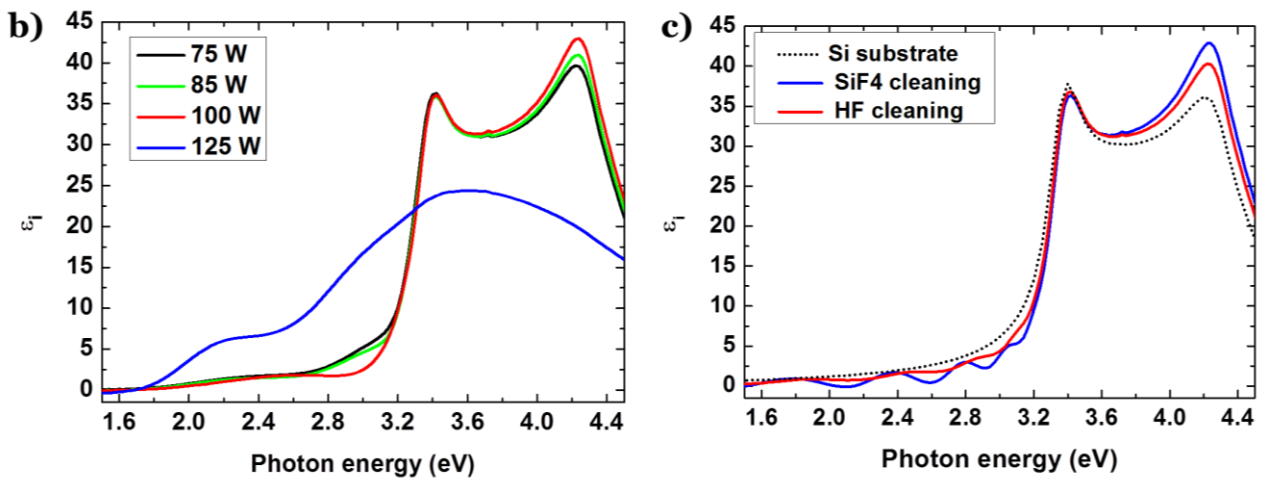 b)
45
40
35
30
25
20
15
10
5
0
εi
75 W
85 W
100 W
125 W
1.6 2.0 2.4 2.8 3.2 3.6 4.0 4.4
Photon energy (eV)
c)
45
40
35
30
25
20
15
10
5
0
εi
Si substrate
SiF4 cleaning
HF cleaning
1.6 2.0 2.4 2.8 3.2 3.6 4.0 4.4
Photon energy (eV)